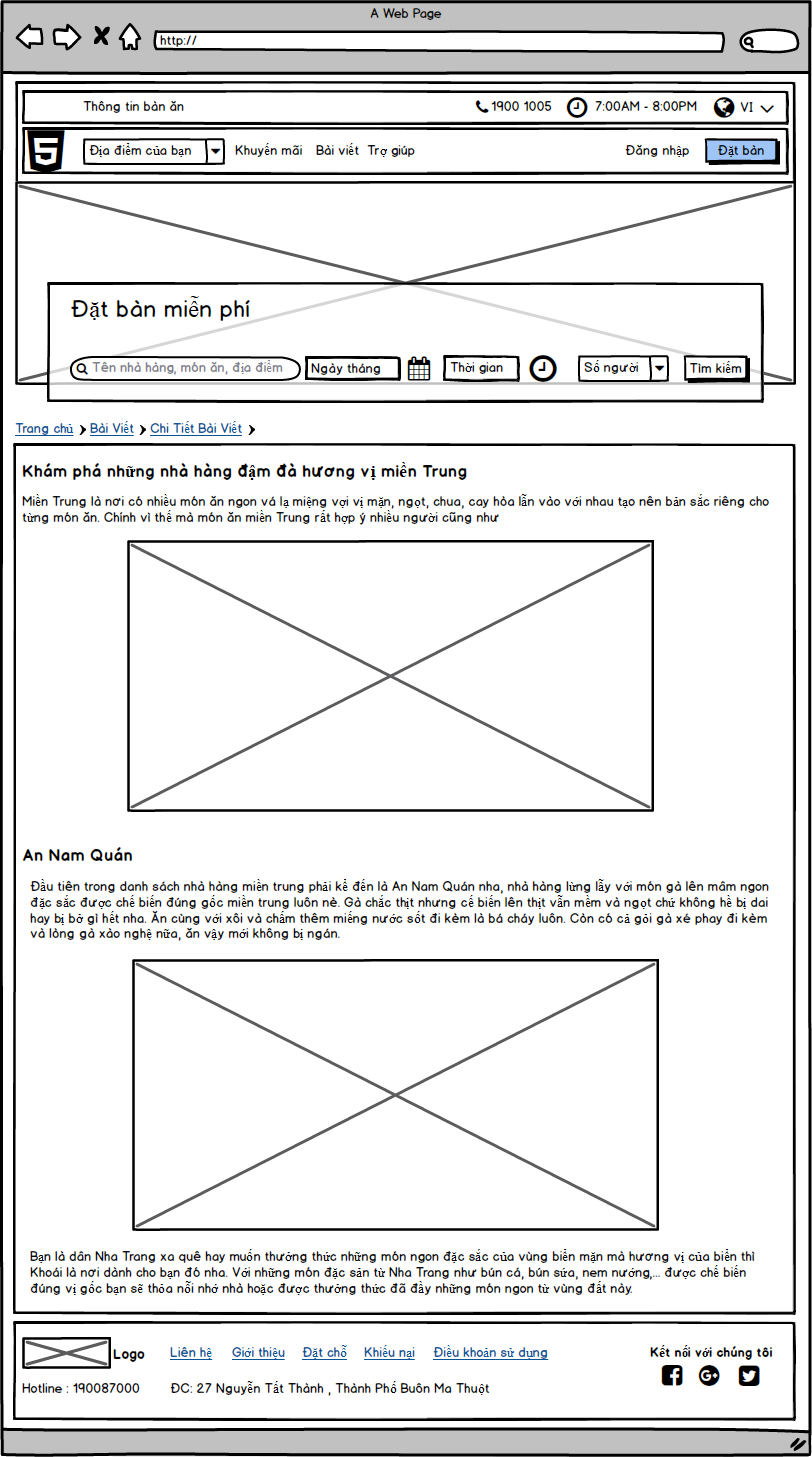 A Web Page
http://
Thông tin bàn ăn 1900 1005 7:00AM - 8:00PM VI
Địa điểm của bạn Khuyến mãi Bài viết Trợ giúp Đăng nhập Đặt bàn
Đặt bàn miễn phí
Tên nhà hàng, món ăn, địa điểm Ngày tháng Thời gian Số người Tìm kiếm
Trang chủ Bài Viết Chi Tiết Bài Viết
Khám phá những nhà hàng đậm đà hương vị miền Trung
Miền Trung là nơi có nhiều món ăn ngon vá lạ miệng vợi vị mặn, ngọt, chua, cay hòa lẫn vào với nhau tạo nên bản sắc riêng cho
từng món ăn. Chính vì thế mà món ăn miền Trung rất hợp ý nhiều người cũng như
An Nam Quán
Đầu tiên trong danh sách nhà hàng miền trung phải kể đến là An Nam Quán nha, nhà hàng lừng lẫy với món gà lên mâm ngon
đặc sắc được chế biến đúng gốc miền trung luôn nè. Gà chắc thịt nhưng cế biến lên thịt vẫn mềm và ngọt chứ không hề bị dai
hay bị bở gì hết nha. Ăn cùng với xôi và chấm thêm miếng nước sốt đi kèm là bá cháy luôn. Còn có cả gỏi gà xé phay đi kèm
và lòng gà xào nghệ nữa, ăn vậy mới không bị ngán.
Bạn là dân Nha Trang xa quê hay muốn thưởng thức những món ngon đặc sắc của vùng biển mặn mà hương vị của biển thì
Khoái là nơi dành cho bạn đó nha. Với những món đặc sản từ Nha Trang như bún cá, bún sứa, nem nướng,... được chế biến
đúng vị gốc bạn sẽ thỏa nỗi nhớ nhà hoặc được thưởng thức đã đầy những món ngon từ vùng đất này.
Logo Liên hệ Giới thiệu Đặt chỗ Khiếu nại Điều khoản sử dụng Kết nối với chúng tôi
Hotline : 190087000 ĐC: 27 Nguyễn Tất Thành , Thành Phố Buôn Ma Thuột